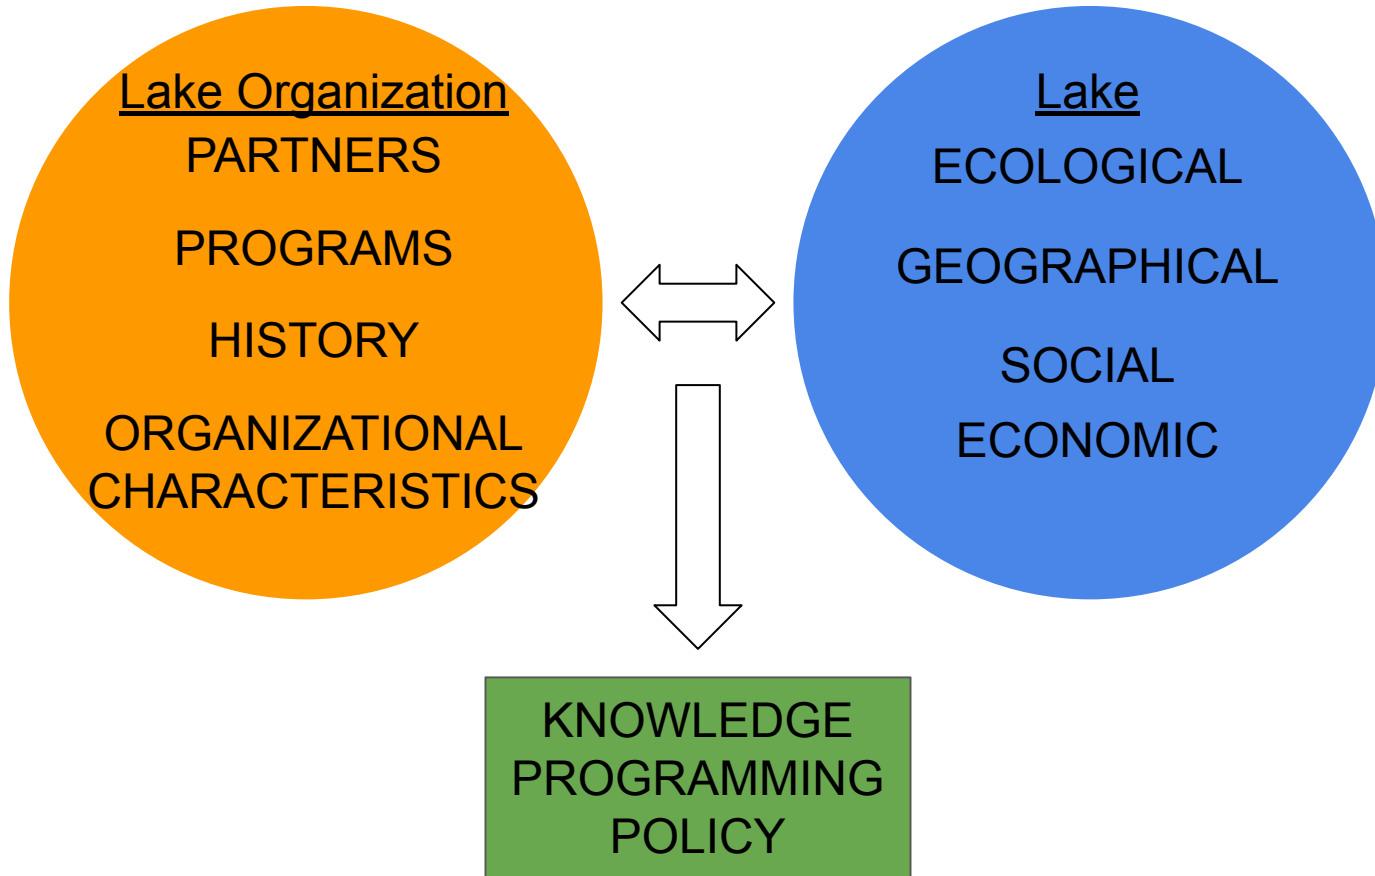 Lake Organization
PARTNERS
PROGRAMS
HISTORY
ORGANIZATIONAL
CHARACTERISTICS
Lake
ECOLOGICAL
GEOGRAPHICAL
SOCIAL
ECONOMIC
KNOWLEDGE
PROGRAMMING
POLICY